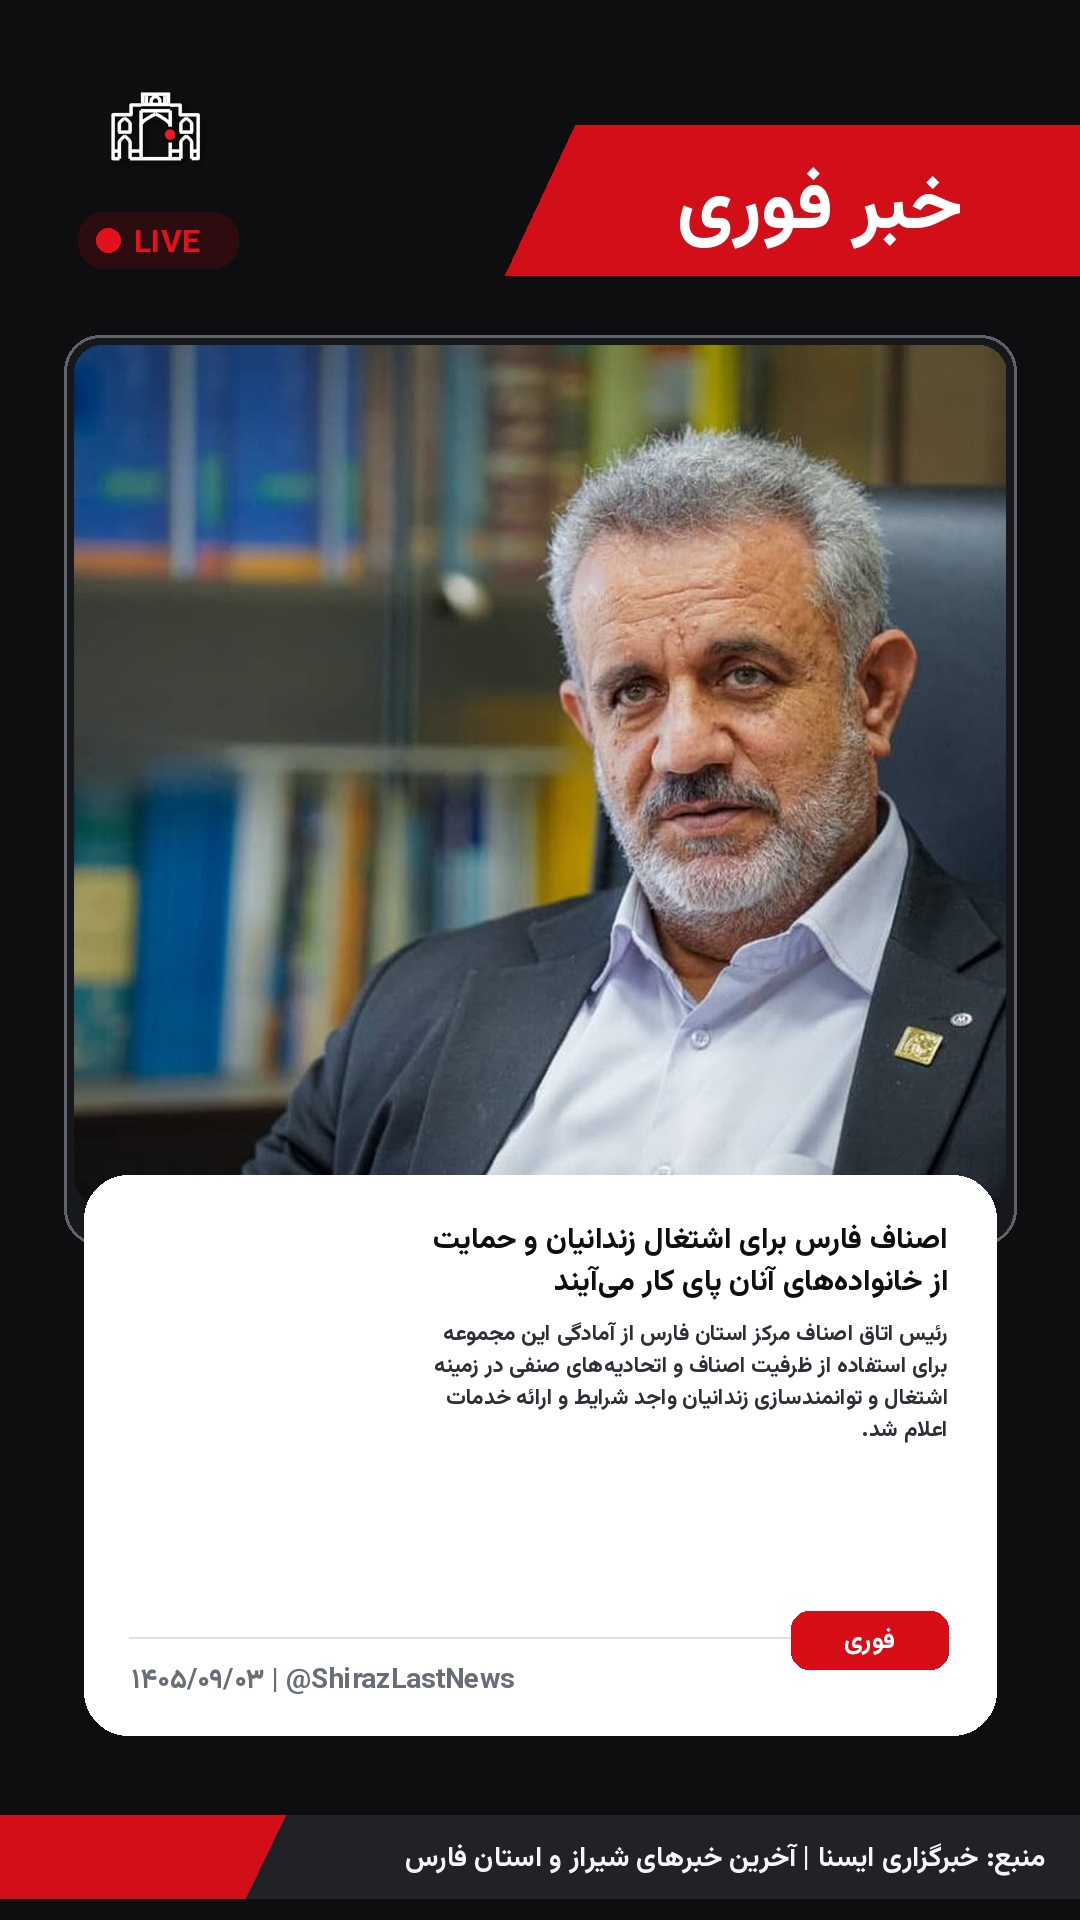 خبر فوری
LIVE
اصناف فارس برای اشتغال زندانیان و حمایت
از خانواده‌های آنان پای کار می‌آیند
رئیس اتاق اصناف مرکز استان فارس از آمادگی این مجموعه
برای استفاده از ظرفیت اصناف و اتحادیه‌های صنفی در زمینه
اشتغال و توانمندسازی زندانیان واجد شرایط و ارائه خدمات
اعلام شد.
فوری
۱۴۰۵/۰۹/۰۳ | @ShirazLastNews
منبع: خبرگزاری ایسنا | آخرین خبرهای شیراز و استان فارس